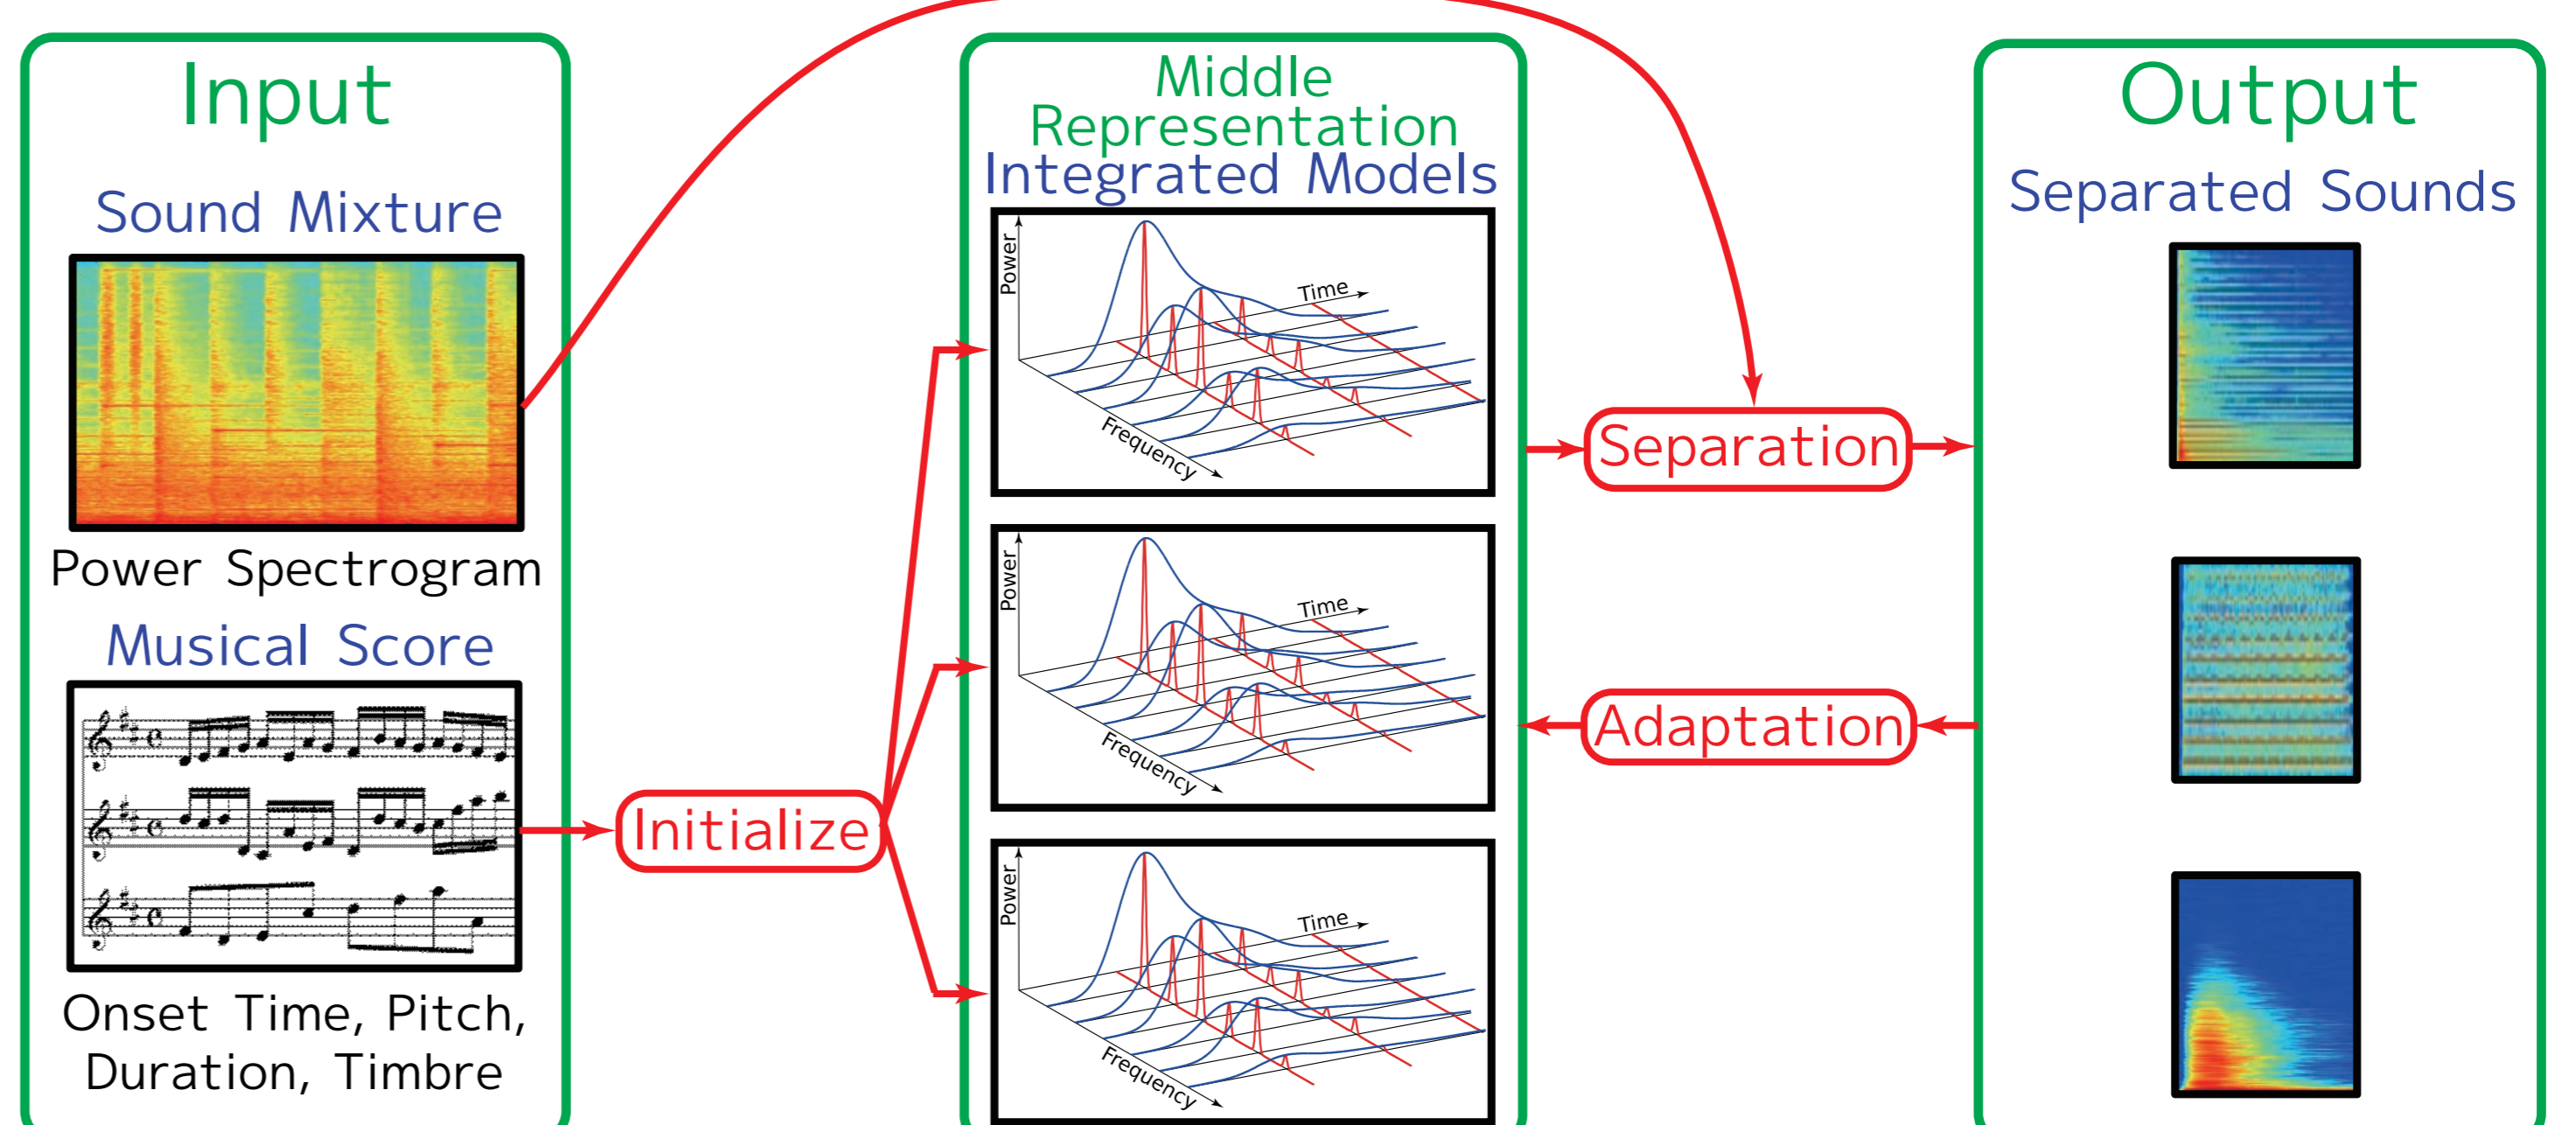 Input
Sound Mixture
Power Spectrogram
Musical Score
Onset Time, Pitch,
Duration, Timbre
Initialize
Middle
Representation
Integrated Models
Power
Time
Frequency
Power
Time
Frequency
Power
Time
Frequency
Separation
Adaptation
Output
Separated Sounds